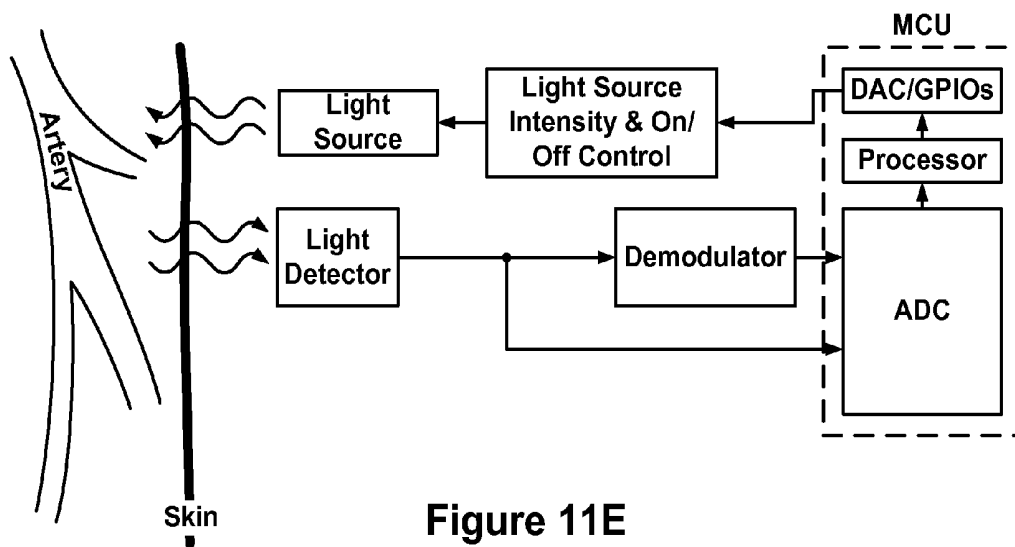 MCU
Artery
Light
Source
Light Source
Intensity & On/
Off Control
DAC/GPIOs
Processor
Light
Detector
Demodulator
ADC
Skin
Figure 11E